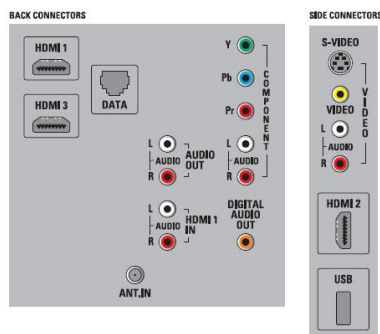 BACK CONNECTORS
HDMI 1
HDMI 3
DATA
Y
Pb
Pr
COMPONENT
L
AUDIO
R
L
AUDIO
R
AUDIO
OUT
L
AUDIO
R
HDMI 1
IN
DIGITAL
AUDIO
OUT
ANT.IN
SIDE CONNECTORS
S-VIDEO
VIDEO
L
AUDIO
R
VIDEO
HDMI 2
USB